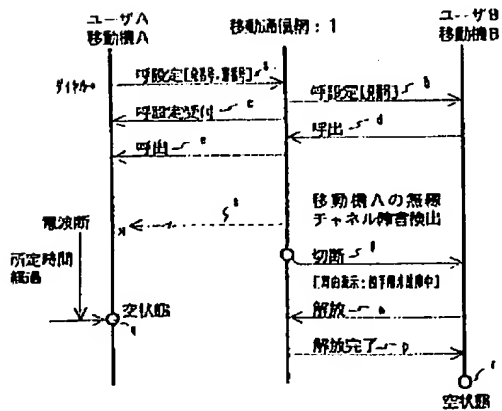 ユーザA
移動機A
移動通信網:1
ユーザB
移動機B
ダイヤル
呼設定
a
呼設定
b
呼設定受付
c
呼出
d
呼出
e
移動機Aの無線
チャネル障害検出
電波断
所定時間
経過
切断
空状態
解放
解放完了
p
r
空状態